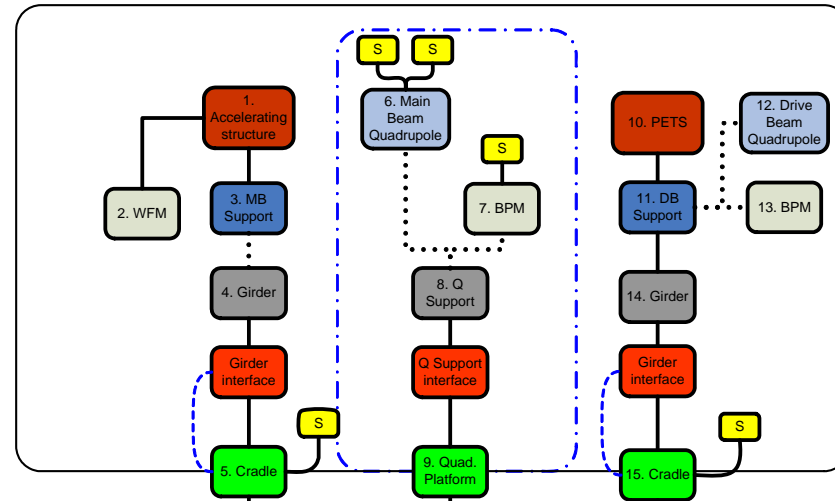 S
S
1.
Accelerating
structure
6. Main
Beam
Quadrupole
10. PETS
12. Drive
Beam
Quadrupole
S
2. WFM
3. MB
Support
7. BPM
11. DB
Support
13. BPM
4. Girder
8. Q
Support
14. Girder
Girder
interface
Q Support
interface
Girder
interface
S
S
5. Cradle
9. Quad.
Platform
15. Cradle